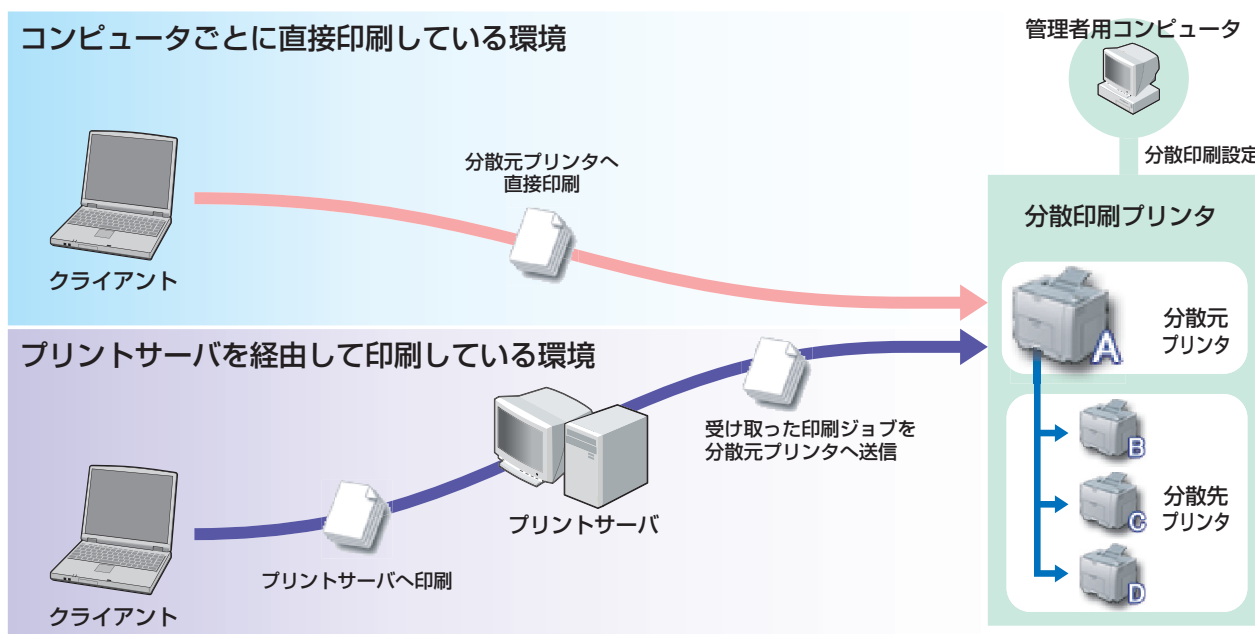 コンピュータごとに直接印刷している環境
管理者用コンピュータ
分散元プリンタへ
直接印刷
分散印刷設定
クライアント
分散印刷プリンタ
分散元
プリンタ
A
プリントサーバを経由して印刷している環境
受け取った印刷ジョブを
分散元プリンタへ送信
プリントサーバ
プリントサーバへ印刷
クライアント
B
C
D
分散先
プリンタ